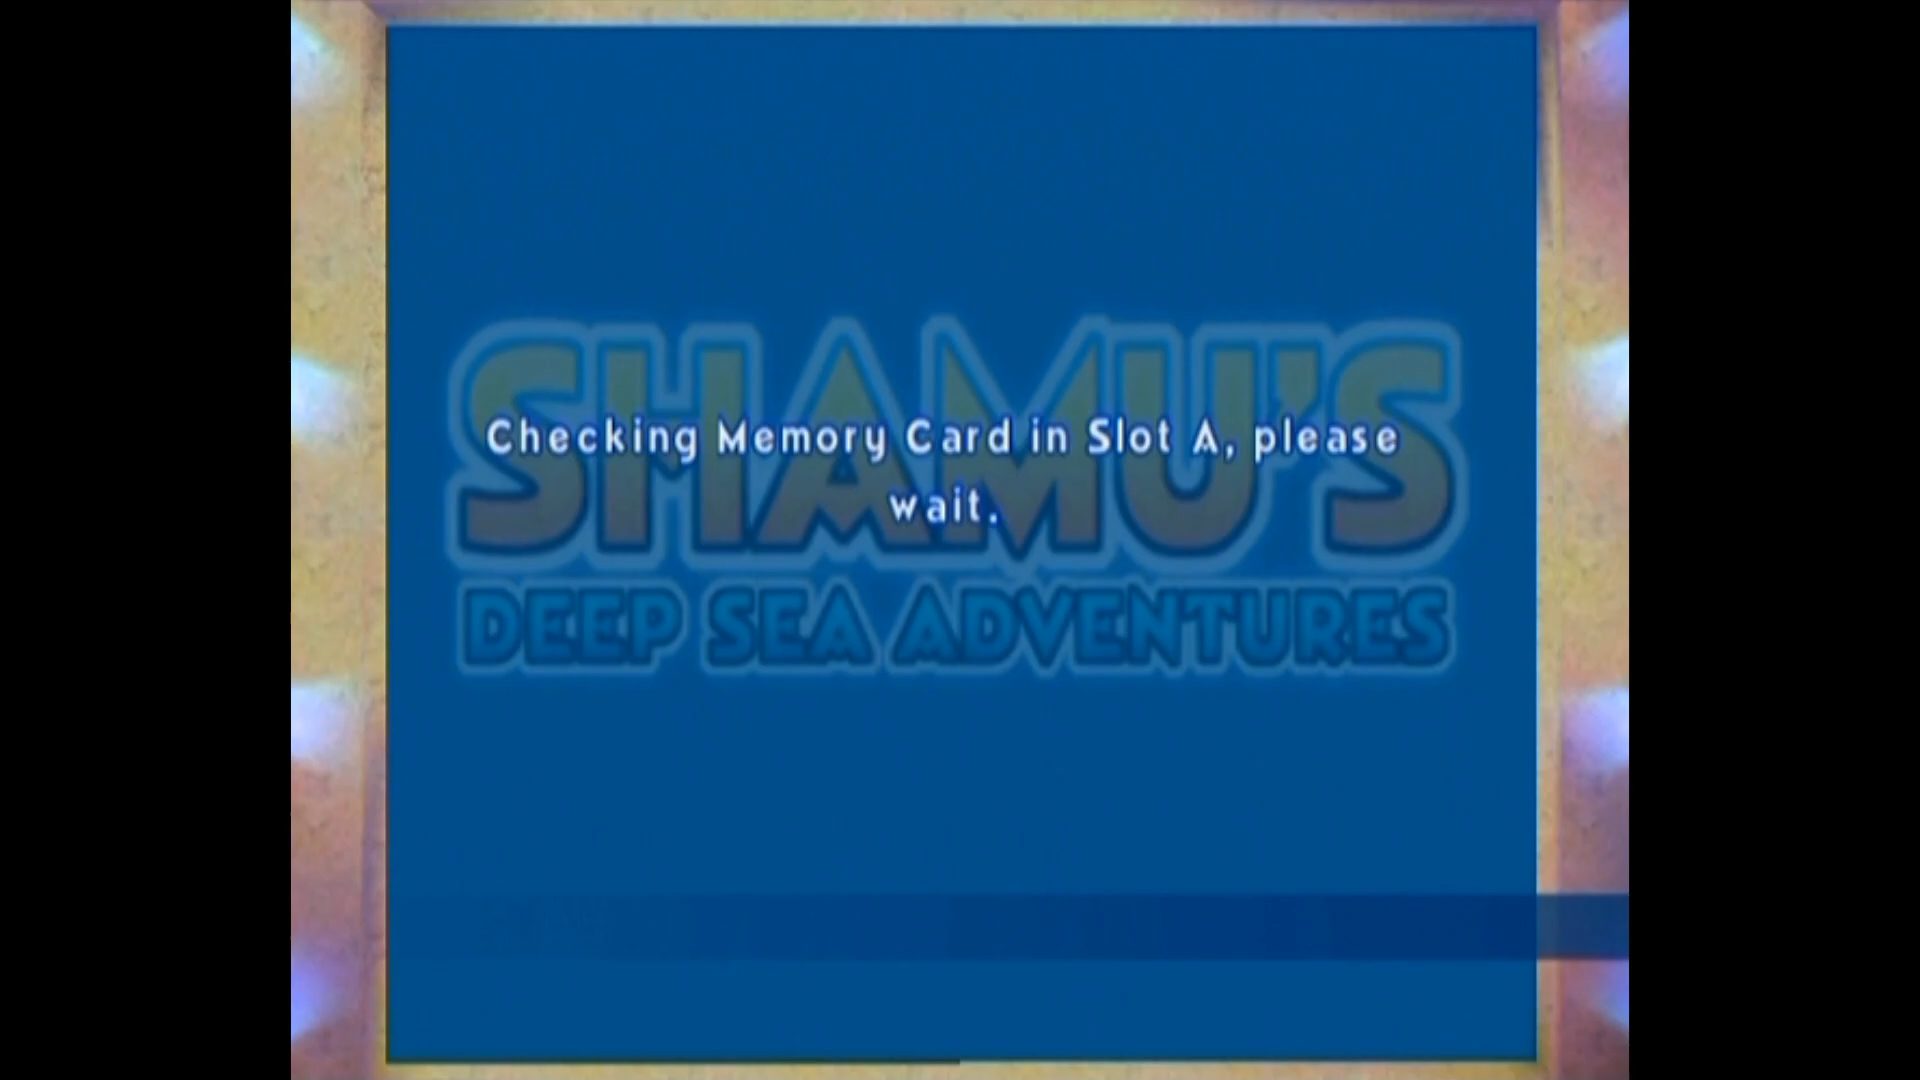 SHAMU'S
Checking Memory Card in Slot A, please
wait.
DEEP SEA ADVENTURES